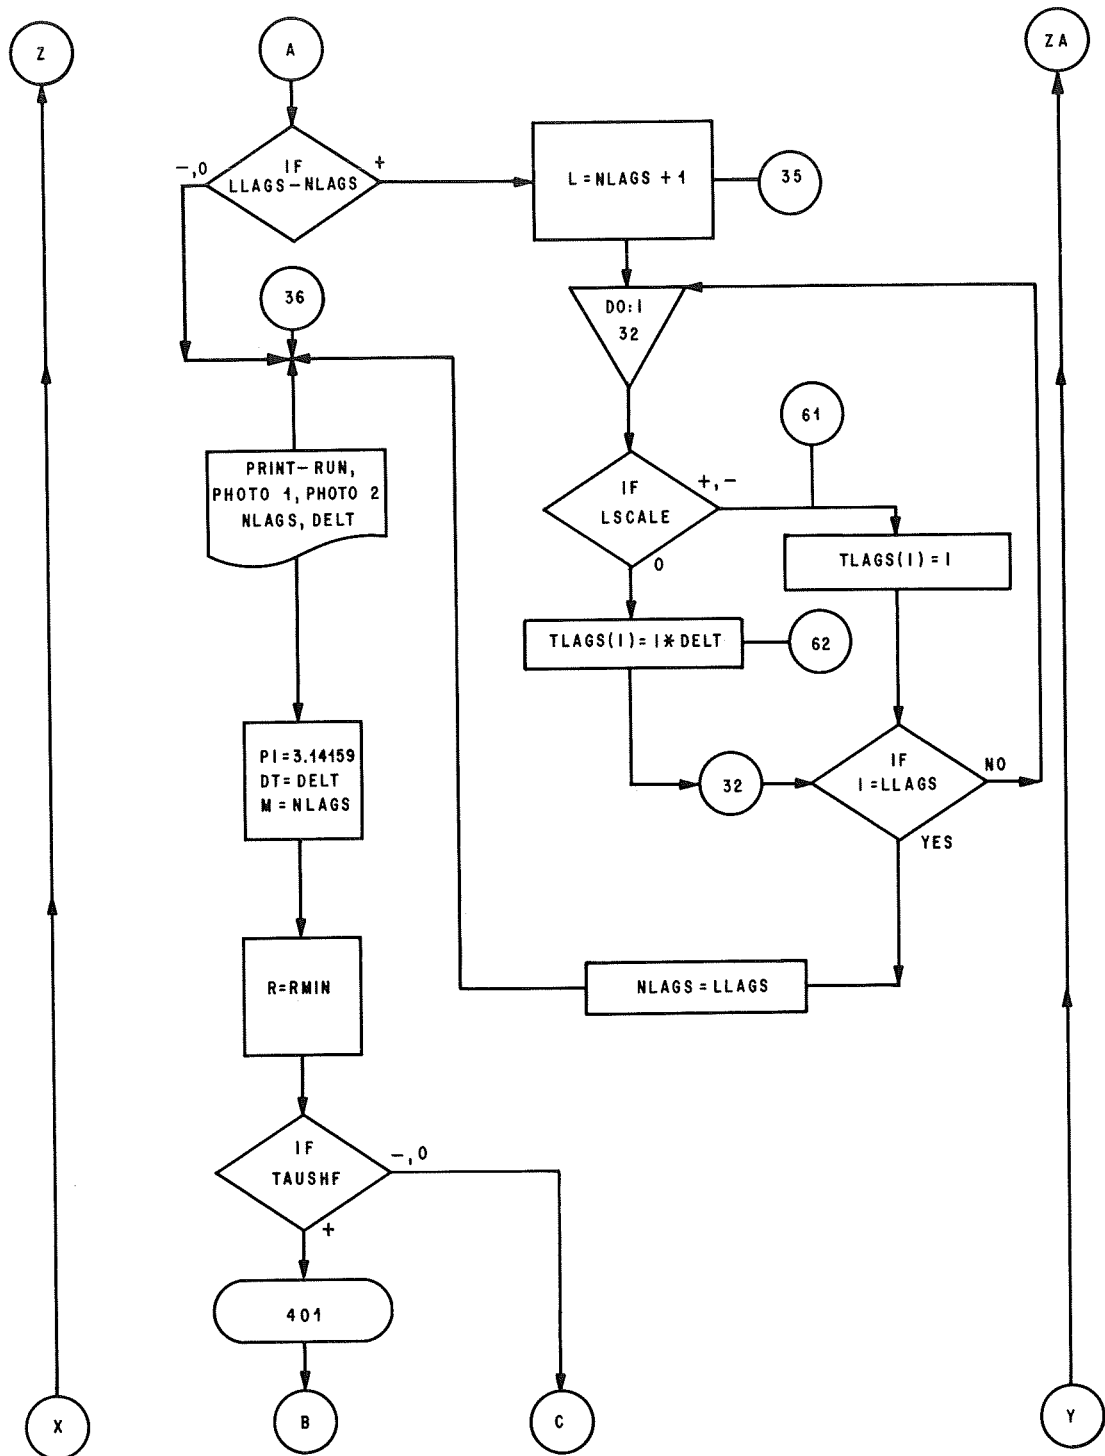 Z
A
ZA
IF
LLAGS-NLAGS
-,0
+
L=NLAGS + 1
35
36
DO:I
32
61
PRINT-RUN,
PHOTO 1, PHOTO 2
NLAGS, DELT
IF
LSCALE
+,-
0
TLAGS(I) = I
TLAGS(I)= I* DELT
62
PI=3.14159
DT= DELT
M = NLAGS
32
IF
I=LLAGS
NO
YES
R=RMIN
NLAGS = LLAGS
IF
TAUSHF
-,0
+
401
X
B
C
Y